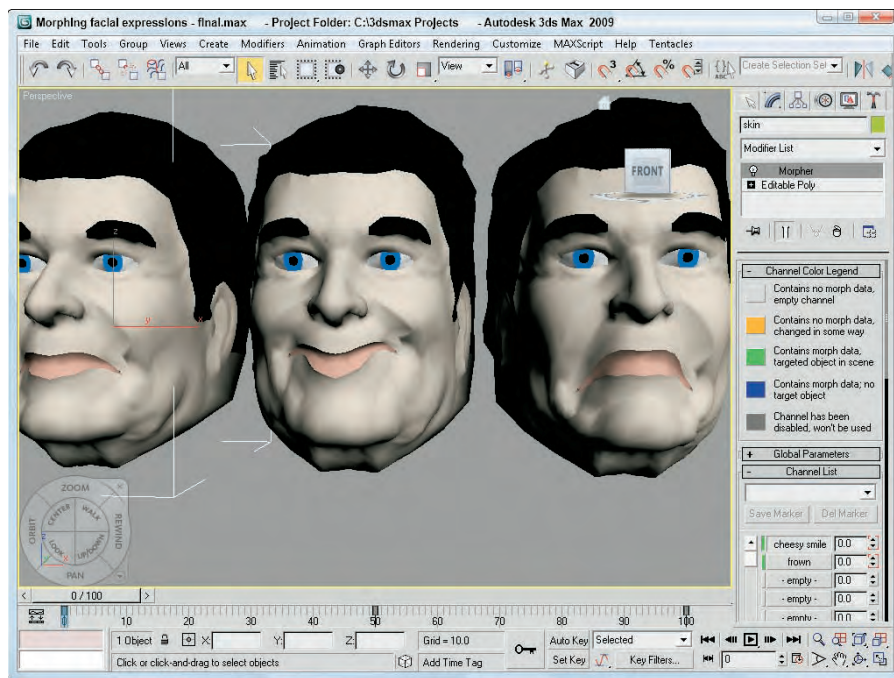 Morphing facial expressions - final.max - Project Folder: C:\3dsmax Projects - Autodesk 3ds Max 2009
File Edit Tools Group Views Create Modifiers Animation Graph Editors Rendering Customize MAXScript Help Tentacles
All View 3 Create Selection Set
Perspective
FRONT
z
y
x
skin
Modifier List
Morpher
Editable Poly
Channel Color Legend
Contains no morph data,
empty channel
Contains no morph data,
changed in some way
Contains morph data,
targeted object in scene
Contains morph data; no
target object
Channel has been
disabled, won't be used
Global Parameters
Channel List
Save Marker Del Marker
cheesy smile 0.0
frown 0.0
- empty - 0.0
- empty - 0.0
- empty - 0.0
ZOOM
CENTER WALK
ORBIT REWIND
LOOK UP/DOWN
PAN
0 / 100
0 10 20 30 40 50 60 70 80 90 100
1 Object X: Y: Z: Grid = 10.0 Auto Key Selected
Click or click-and-drag to select objects Add Time Tag Set Key Key Filters... 0